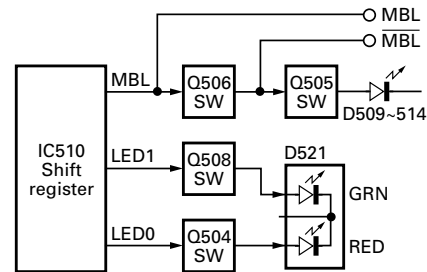 MBL
M̅B̅L̅
MBL
Q506
SW
Q505
SW
D509~514
IC510
Shift
register
LED1
Q508
SW
D521
GRN
LED0
Q504
SW
RED